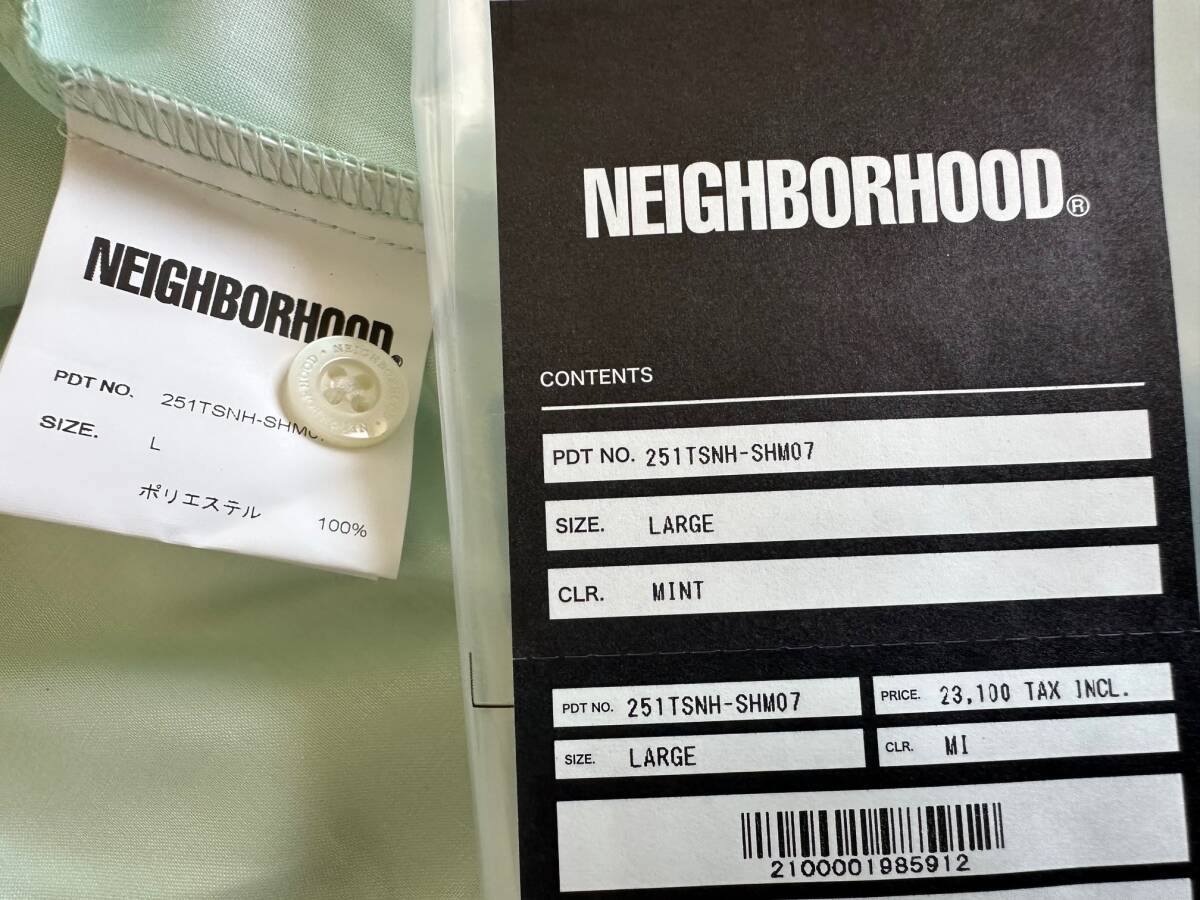 NEIGHBORHOOD®
PDT NO. 251TSNH-SHM0
SIZE. L
ポリエステル 100%
NEIGHBORHOOD®
CONTENTS
PDT NO. 251TSNH-SHM07
SIZE. LARGE
CLR. MINT
PDT NO. 251TSNH-SHM07
PRICE. 23,100 TAX INCL.
SIZE. LARGE
CLR. MI
2100001985912